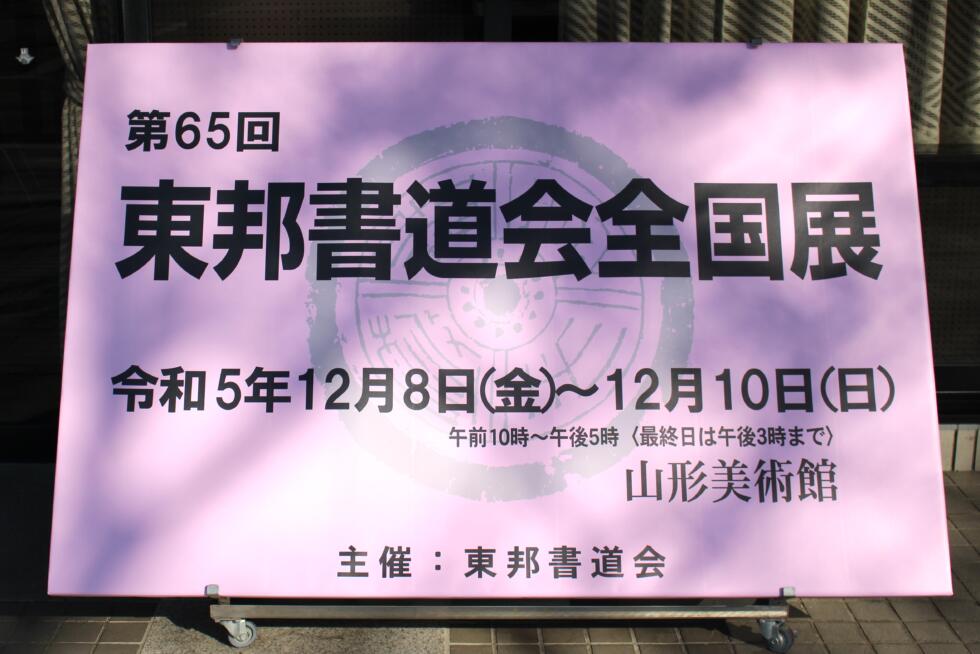 第65回
東邦書道会全国展
令和5年12月8日(金)～12月10日(日)
午前10時～午後5時〈最終日は午後3時まで〉
山形美術館
主催：東邦書道会